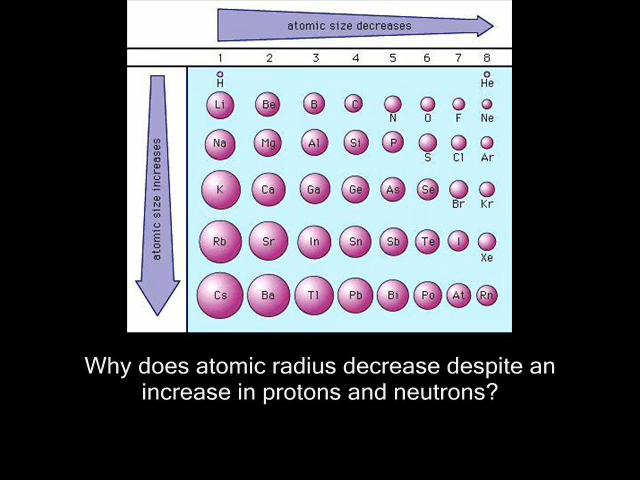 atomic size decreases
1 2 3 4 5 6 7 8
H He
Li Be B C N O F Ne
Na Mg Al Si P S Cl Ar
K Ca Ga Ge As Se Br Kr
Rb Sr In Sn Sb Te I Xe
Cs Ba Tl Pb Bi Po At Rn
atomic size increases
Why does atomic radius decrease despite an
increase in protons and neutrons?